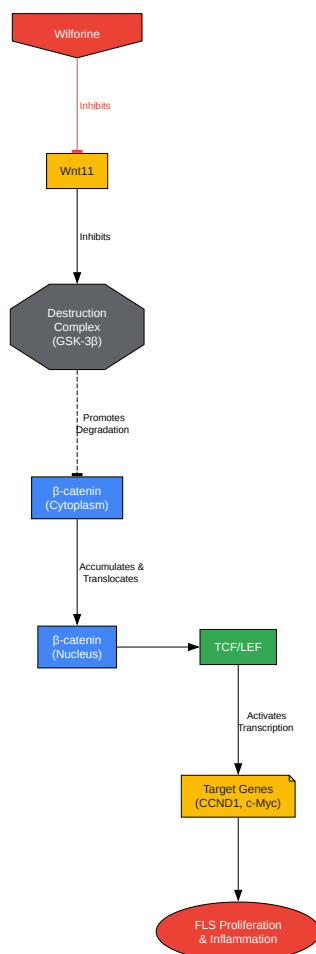 Wilforine
Inhibits
Wnt11
Inhibits
Destruction
Complex
(GSK-3β)
Promotes
Degradation
β-catenin
(Cytoplasm)
Accumulates &
Translocates
β-catenin
(Nucleus)
TCF/LEF
Activates
Transcription
Target Genes
(CCND1, c-Myc)
FLS Proliferation
& Inflammation